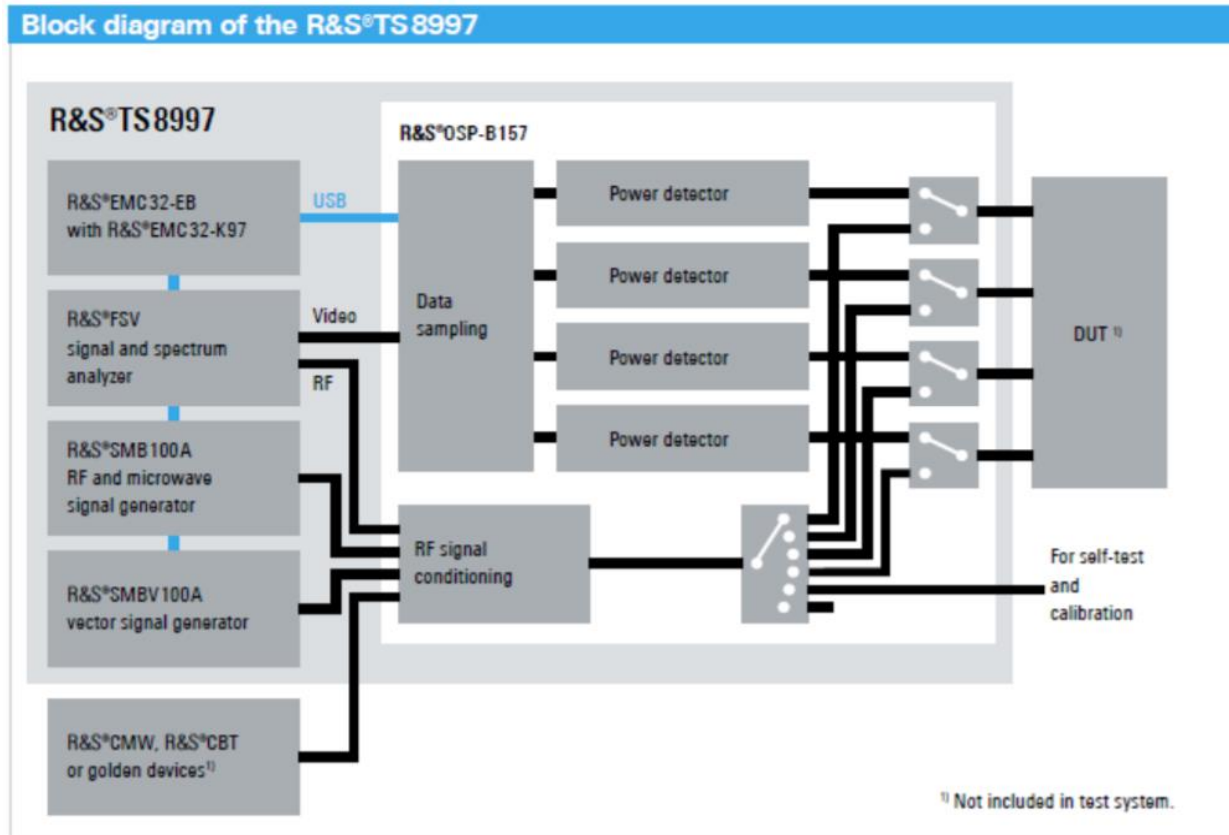 Block diagram of the R&S®TS8997
R&S®TS8997
R&S®OSP-B157
R&S®EMC32-EB
with R&S®EMC32-K97
USB
Power detector
Power detector
Data
sampling
Power detector
Power detector
R&S®FSV
signal and spectrum
analyzer
Video
RF
DUT 1)
R&S®SMB100A
RF and microwave
signal generator
RF signal
conditioning
R&S®SMBV100A
vector signal generator
For self-test
and
calibration
R&S®CMW, R&S®CBT
or golden devices1)
1) Not included in test system.